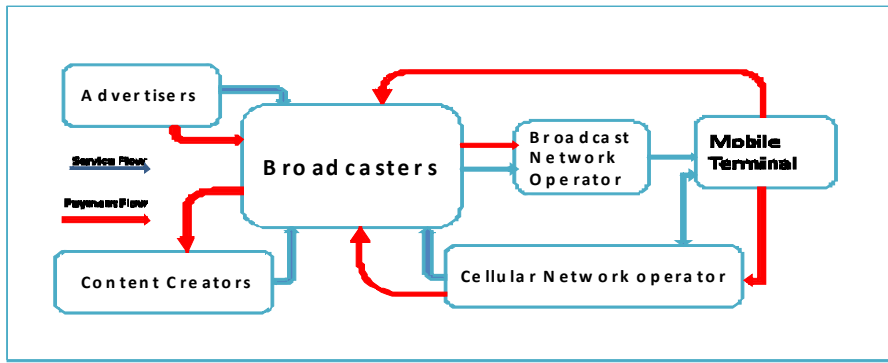 Advertisers
Service Flow
Payment Flow
Broadcasters
Content Creators
Broadcast
Network
Operator
Mobile
Terminal
Cellular Network operator